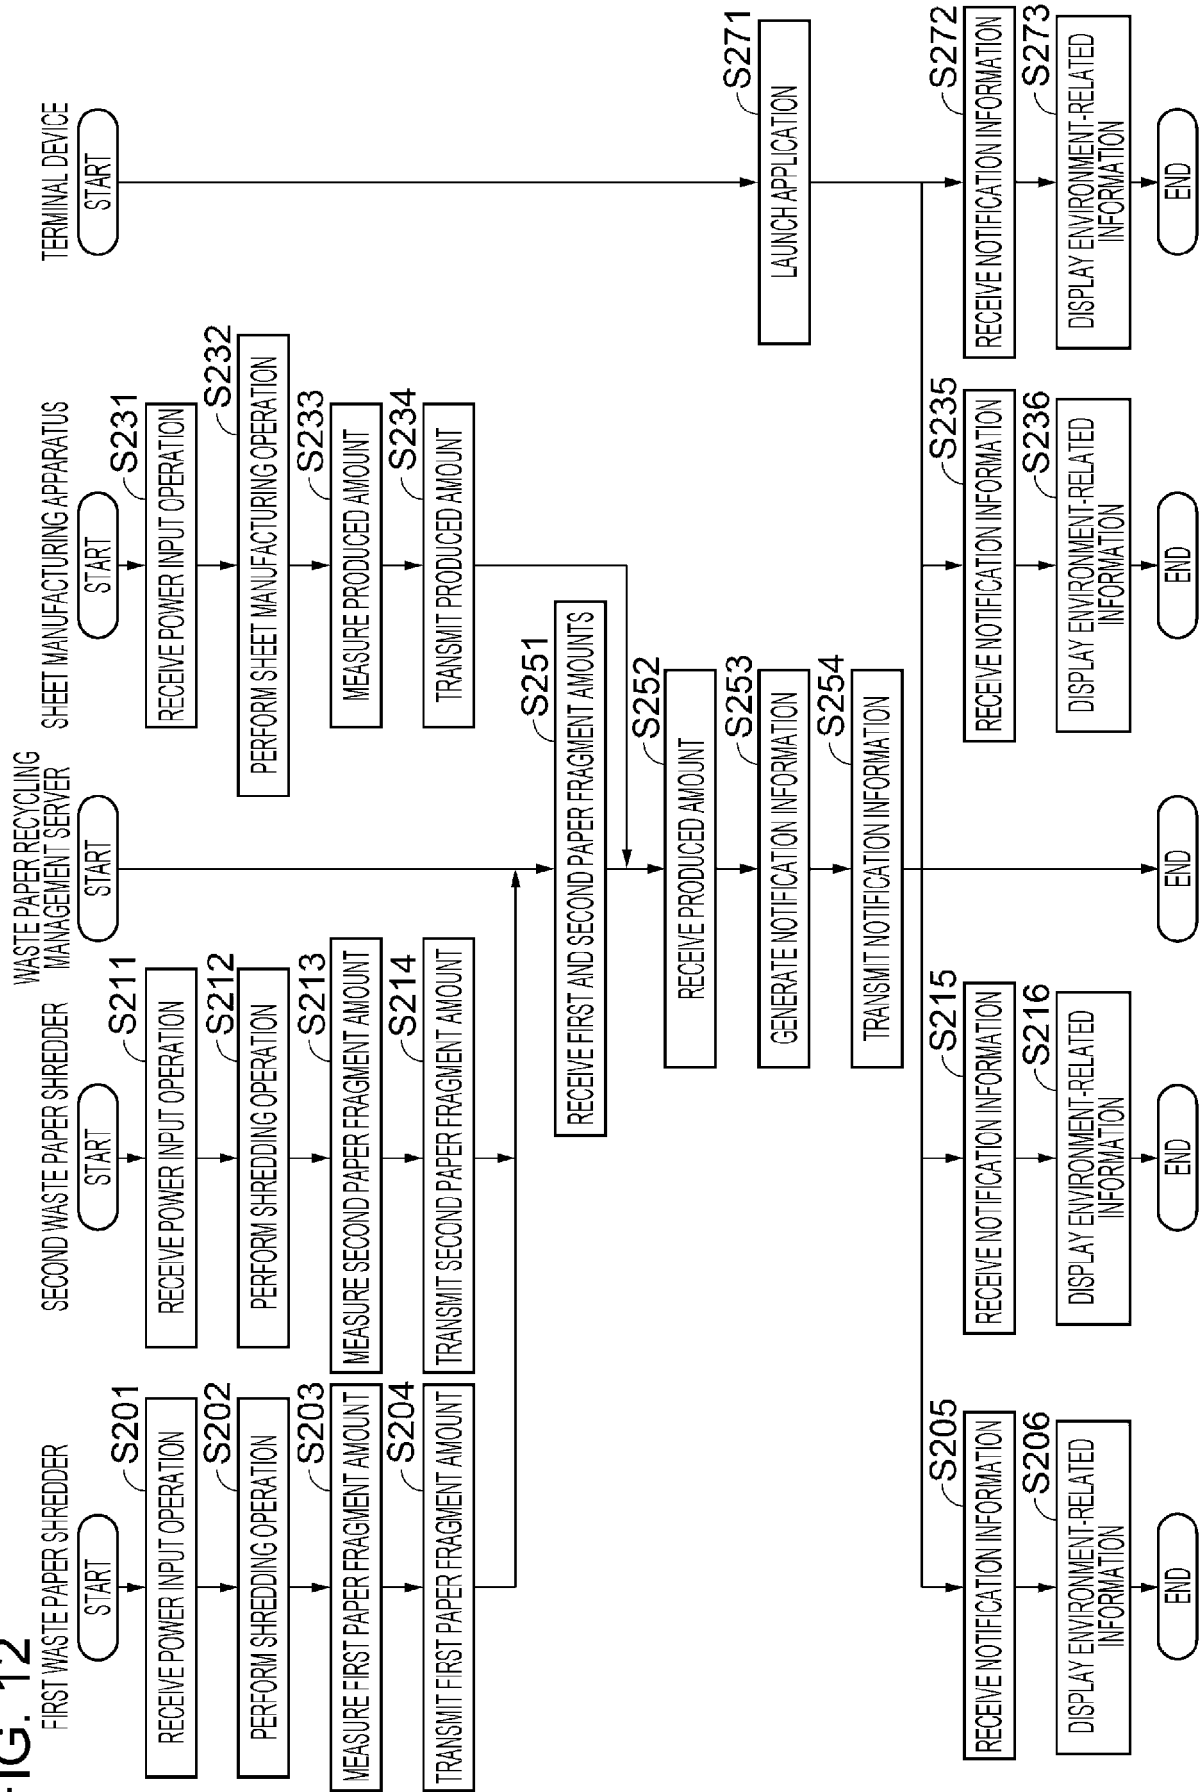 FIG. 12
FIRST WASTE PAPER SHREDDER
START
S201
RECEIVE POWER INPUT OPERATION
S202
PERFORM SHREDDING OPERATION
S203
MEASURE FIRST PAPER FRAGMENT AMOUNT
S204
TRANSMIT FIRST PAPER FRAGMENT AMOUNT
S205
RECEIVE NOTIFICATION INFORMATION
S206
DISPLAY ENVIRONMENT-RELATED
INFORMATION
END
SECOND WASTE PAPER SHREDDER
START
S211
RECEIVE POWER INPUT OPERATION
S212
PERFORM SHREDDING OPERATION
S213
MEASURE SECOND PAPER FRAGMENT AMOUNT
S214
TRANSMIT SECOND PAPER FRAGMENT AMOUNT
S215
RECEIVE NOTIFICATION INFORMATION
S216
DISPLAY ENVIRONMENT-RELATED
INFORMATION
END
WASTE PAPER RECYCLING
MANAGEMENT SERVER
START
S251
RECEIVE FIRST AND SECOND PAPER FRAGMENT AMOUNTS
S252
RECEIVE PRODUCED AMOUNT
S253
GENERATE NOTIFICATION INFORMATION
S254
TRANSMIT NOTIFICATION INFORMATION
END
SHEET MANUFACTURING APPARATUS
START
S231
RECEIVE POWER INPUT OPERATION
S232
PERFORM SHEET MANUFACTURING OPERATION
S233
MEASURE PRODUCED AMOUNT
S234
TRANSMIT PRODUCED AMOUNT
S235
RECEIVE NOTIFICATION INFORMATION
S236
DISPLAY ENVIRONMENT-RELATED
INFORMATION
END
TERMINAL DEVICE
START
S271
LAUNCH APPLICATION
S272
RECEIVE NOTIFICATION INFORMATION
S273
DISPLAY ENVIRONMENT-RELATED
INFORMATION
END